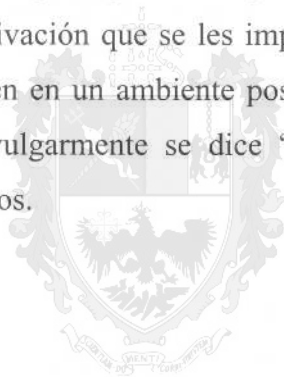 ivación que se les imp
en en un ambiente pos
vulgarmente se dice “
os.